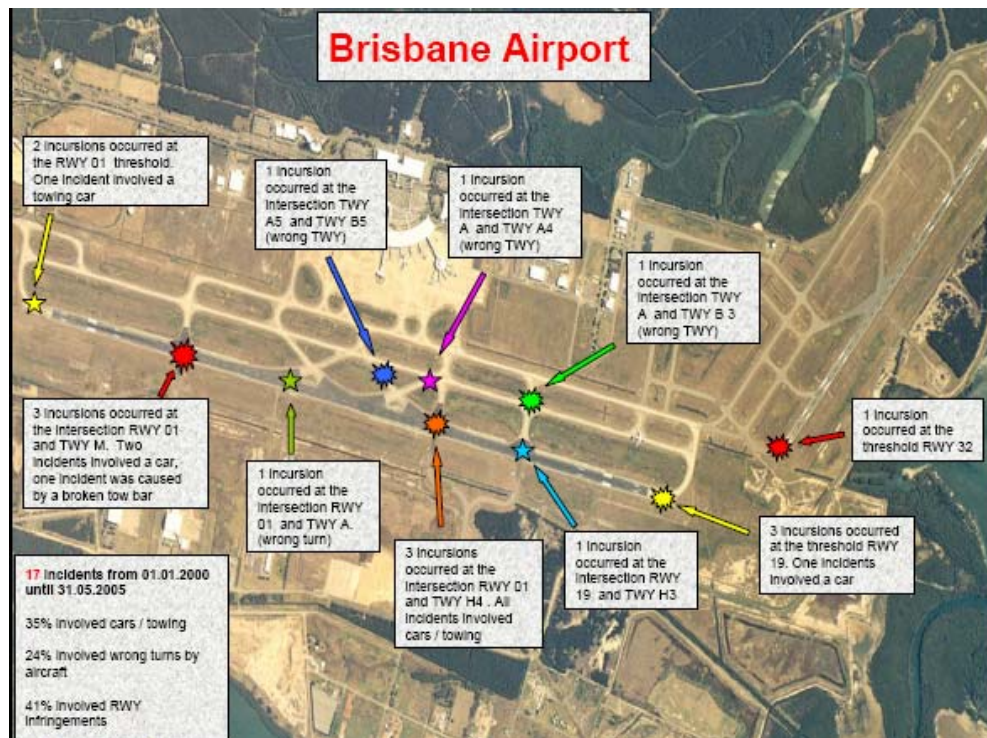 Brisbane Airport
2 Incursions occurred at
the RWY 01 threshold.
One Incident Involved a
towing car
1 Incursion
occurred at the
Intersection TWY
A5 and TWY B5
(wrong TWY)
1 Incursion
occurred at the
Intersection TWY
A and TWY A4
(wrong TWY)
1 Incursion
occurred at the
Intersection TWY
A and TWY B 3
(wrong TWY)
3 Incursions occurred at
the Intersection RWY 01
and TWY M. Two
Incidents Involved a car,
one Incident was caused
by a broken tow bar
1 Incursion
occurred at the
Intersection RWY
01 and TWY A.
(wrong turn)
3 Incursions
occurred at the
Intersection RWY 01
and TWY H4 . All
Incidents Involved
cars / towing
1 Incursion
occurred at the
Intersection RWY
19 and TWY H3
3 Incursions occurred
at the threshold RWY
19. One Incidents
Involved a car
1 Incursion
occurred at the
threshold RWY 32
17 Incidents from 01.01.2000
until 31.05.2005
35% Involved cars / towing
24% Involved wrong turns by
aircraft
41% Involved RWY
Infringements